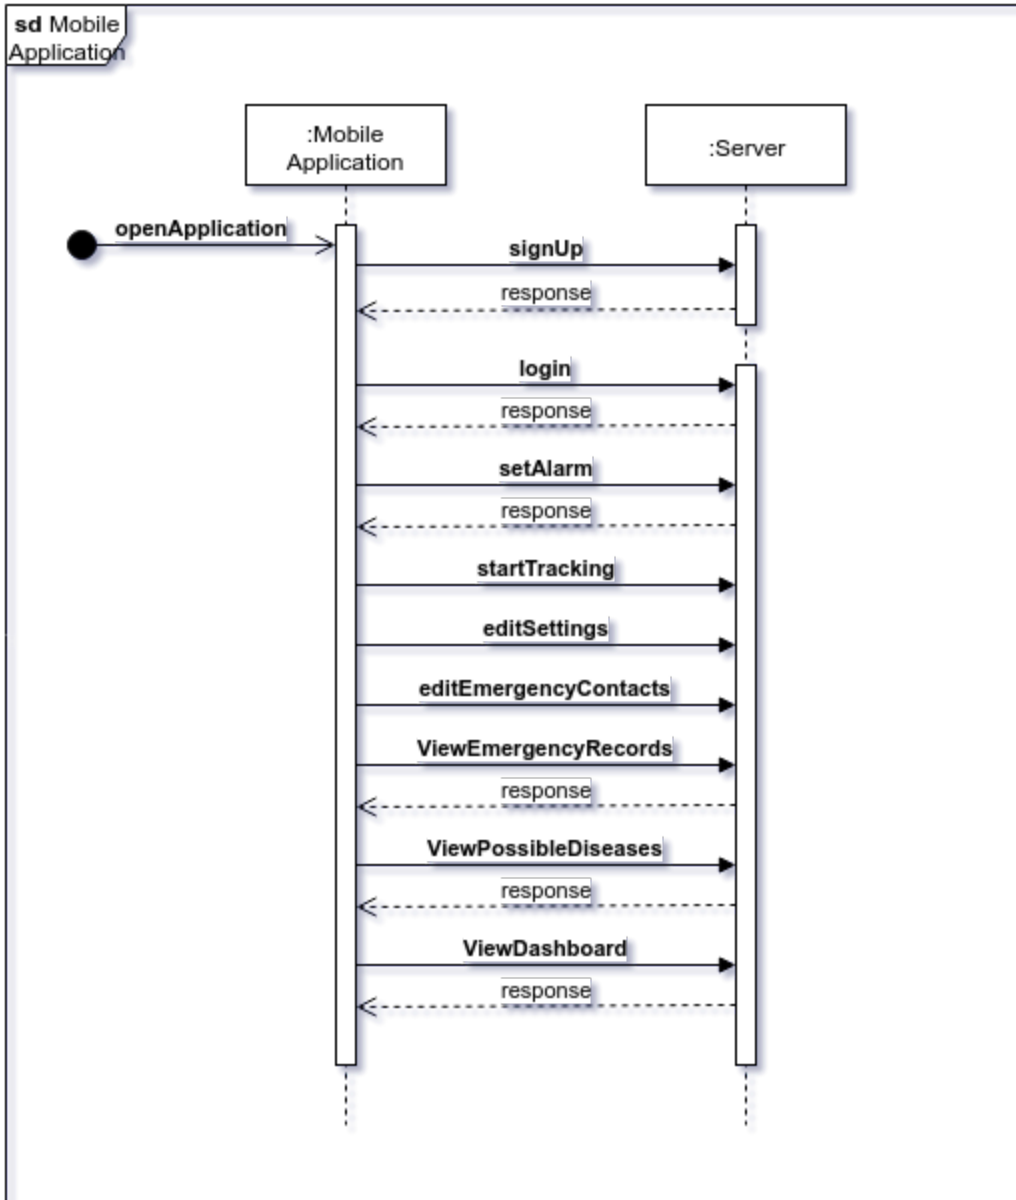 sd Mobile
Application
:Mobile
Application
:Server
openApplication
signUp
response
login
response
setAlarm
response
startTracking
editSettings
editEmergencyContacts
ViewEmergencyRecords
response
ViewPossibleDiseases
response
ViewDashboard
response